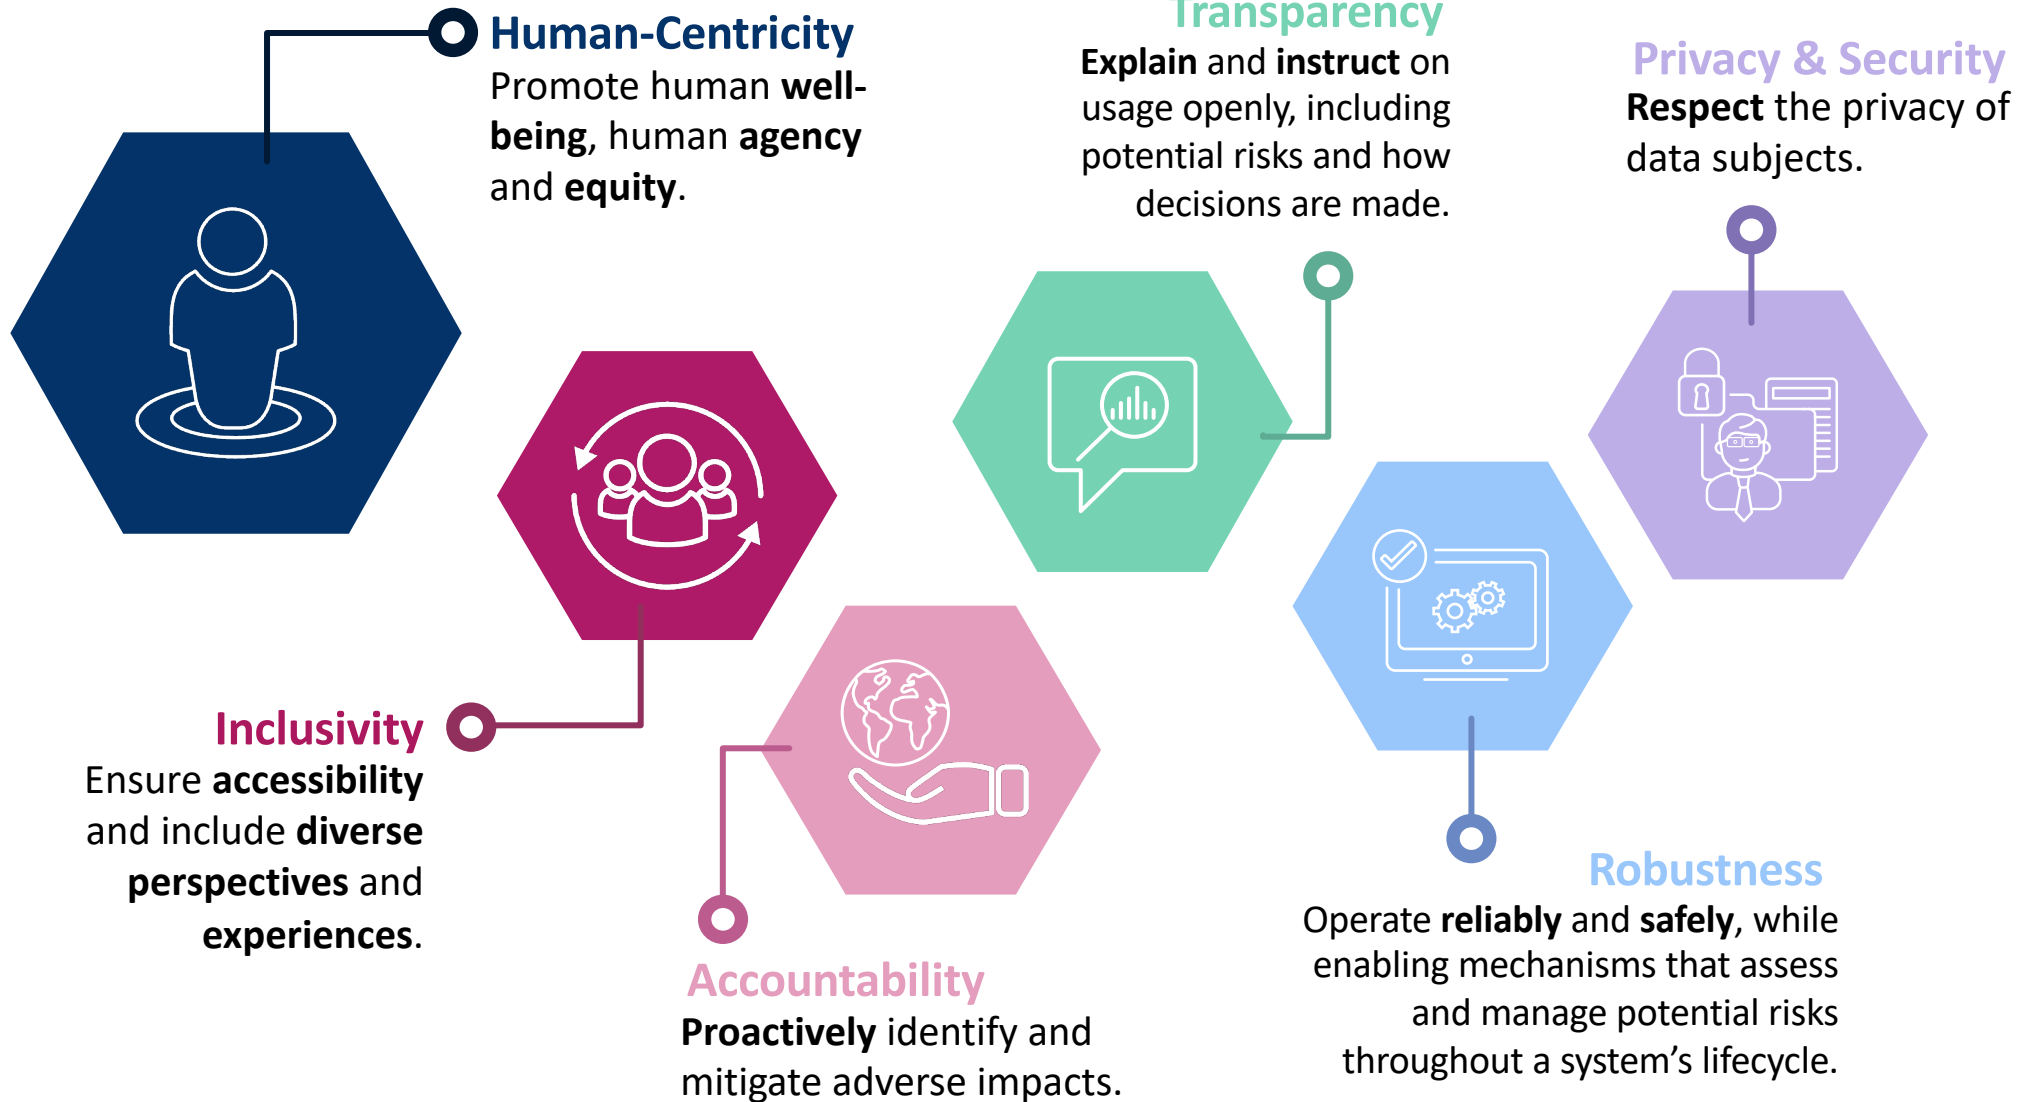 Human-Centricity
Promote human well-
being, human agency
and equity.
Transparency
Explain and instruct on
usage openly, including
potential risks and how
decisions are made.
Privacy & Security
Respect the privacy of
data subjects.
Inclusivity
Ensure accessibility
and include diverse
perspectives and
experiences.
Accountability
Proactively identify and
mitigate adverse impacts.
Robustness
Operate reliably and safely, while
enabling mechanisms that assess
and manage potential risks
throughout a system’s lifecycle.